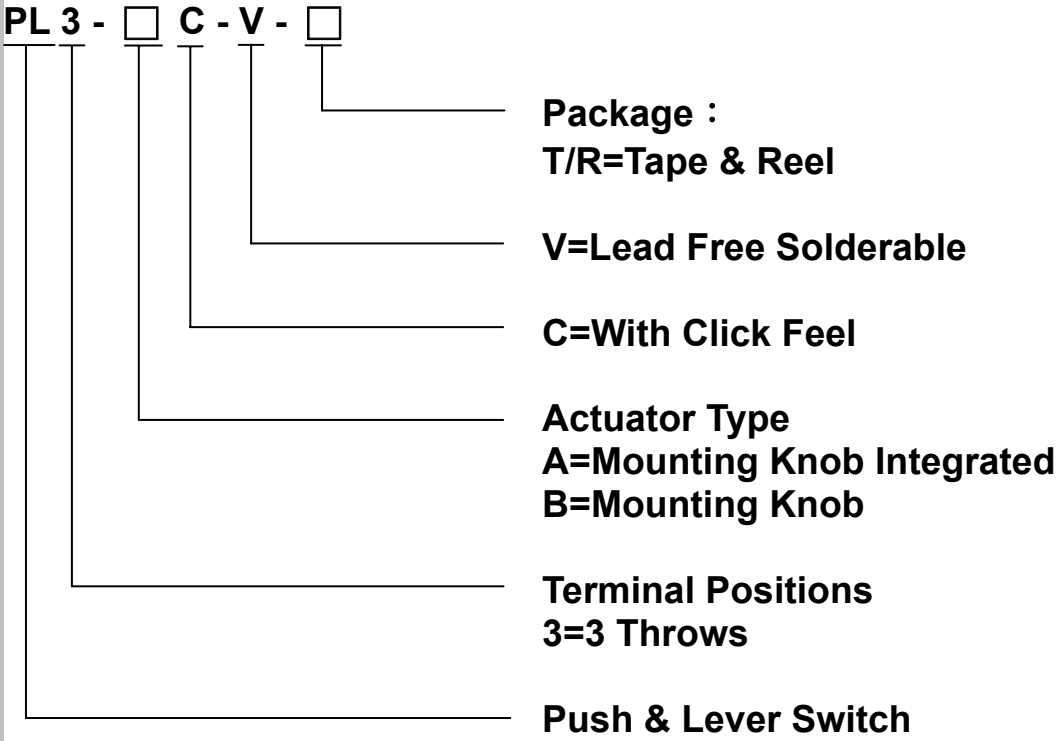 PL 3 - □ C - V - □
Package：
T/R=Tape & Reel
V=Lead Free Solderable
C=With Click Feel
Actuator Type
A=Mounting Knob Integrated
B=Mounting Knob
Terminal Positions
3=3 Throws
Push & Lever Switch